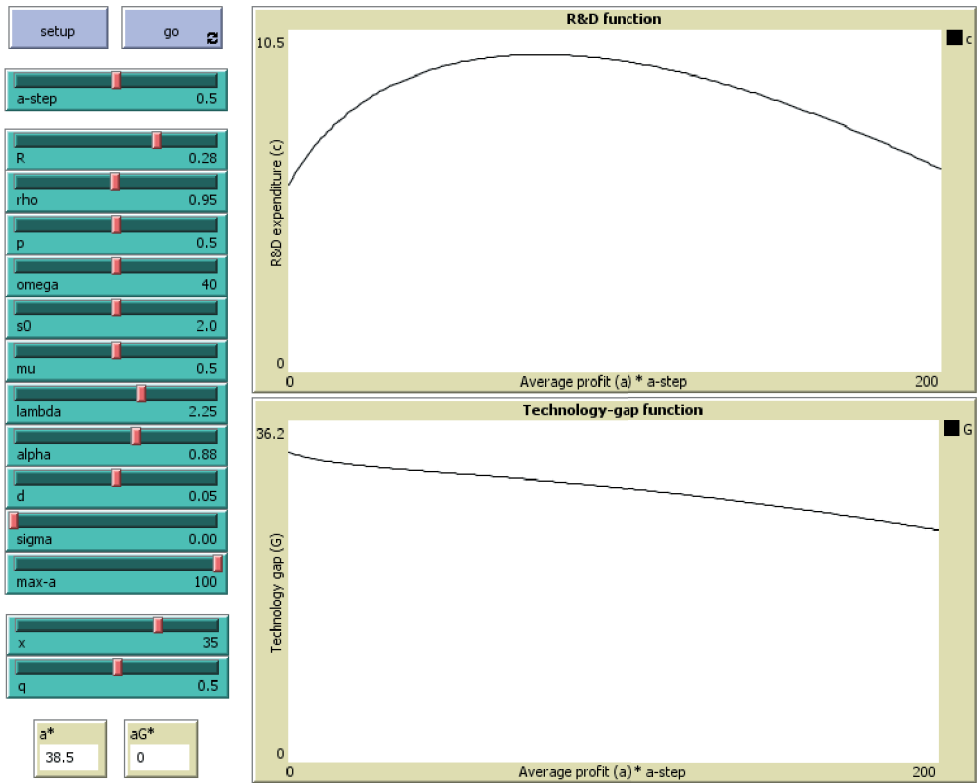 setup
go
a-step
0.5
R
0.28
rho
0.95
p
0.5
omega
40
s0
2.0
mu
0.5
lambda
2.25
alpha
0.88
d
0.05
sigma
0.00
max-a
100
x
35
q
0.5
a*
38.5
aG*
0
R&D function
10.5
R&D expenditure (c)
0
0
Average profit (a) * a-step
200
c
Technology-gap function
36.2
Technology gap (G)
0
0
Average profit (a) * a-step
200
G